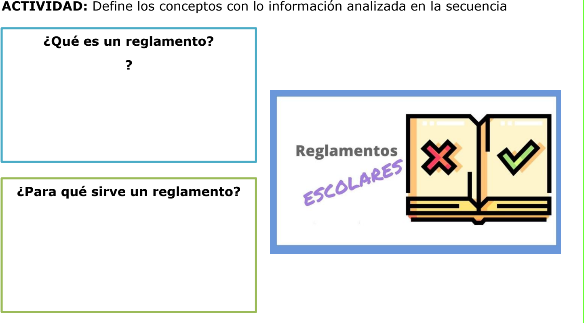 ACTIVIDAD: Define los conceptos con lo información analizada en la secuencia
¿Qué es un reglamento?
?
Reglamentos
ESCOLARES
¿Para qué sirve un reglamento?